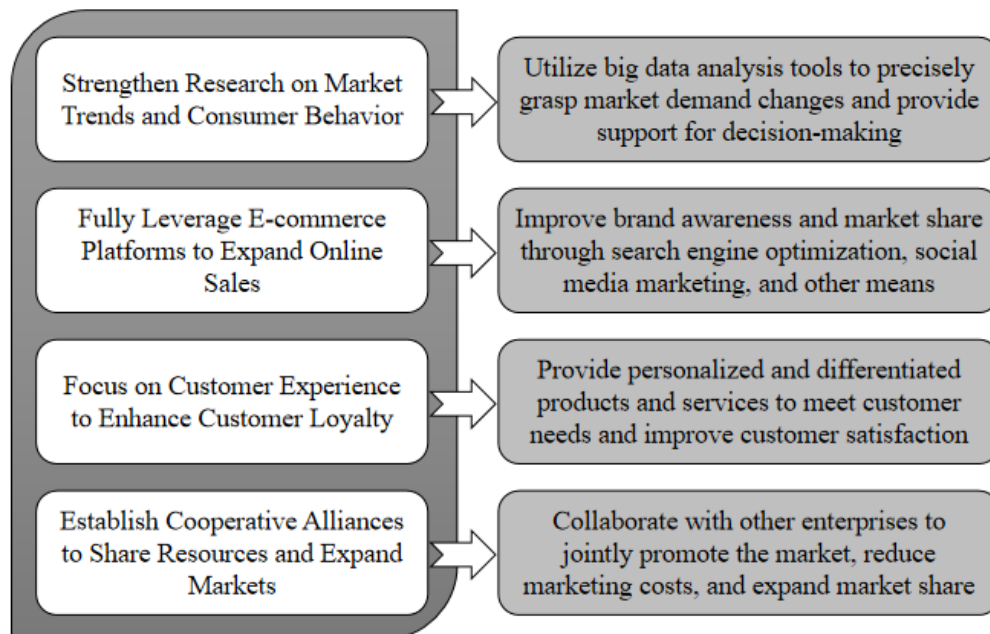 Strengthen Research on Market
Trends and Consumer Behavior
Utilize big data analysis tools to precisely
grasp market demand changes and provide
support for decision-making
Fully Leverage E-commerce
Platforms to Expand Online
Sales
Improve brand awareness and market share
through search engine optimization, social
media marketing, and other means
Focus on Customer Experience
to Enhance Customer Loyalty
Provide personalized and differentiated
products and services to meet customer
needs and improve customer satisfaction
Establish Cooperative Alliances
to Share Resources and Expand
Markets
Collaborate with other enterprises to
jointly promote the market, reduce
marketing costs, and expand market share